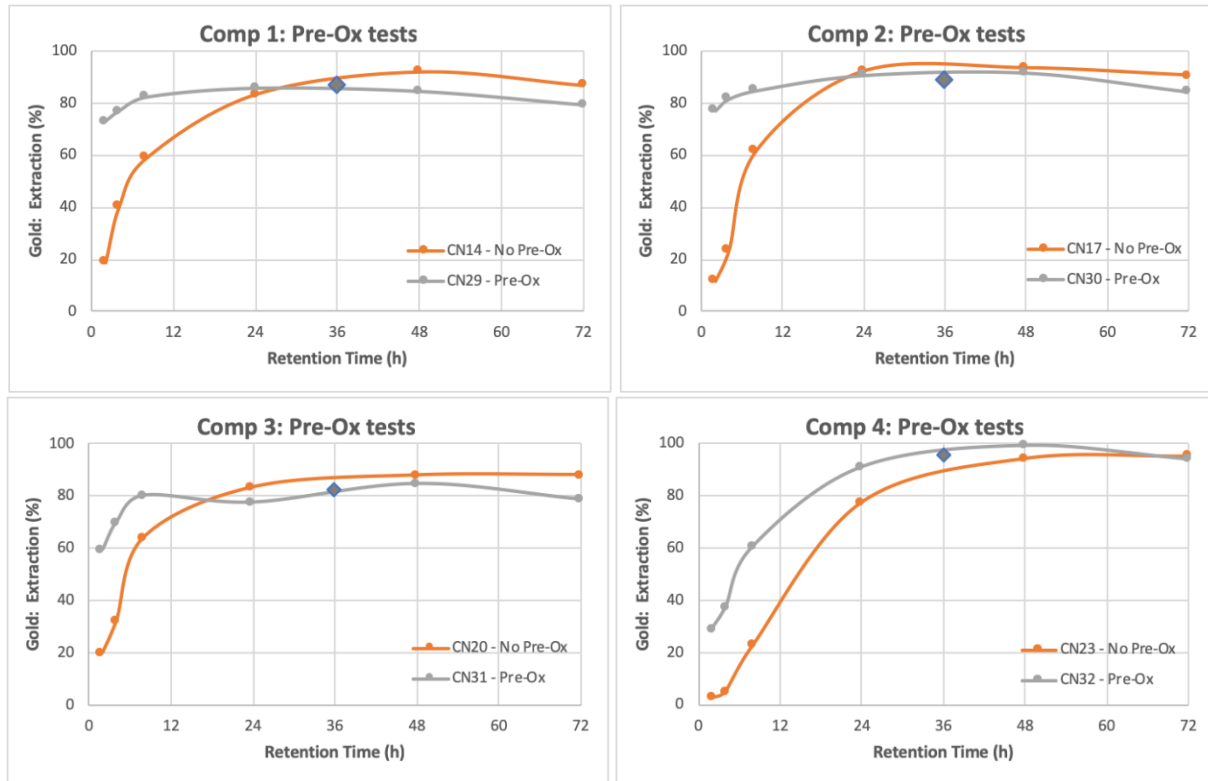 Comp 1: Pre-Ox tests
100
80
60
40
20
0
Gold: Extraction (%)
CN14 - No Pre-Ox
CN29 - Pre-Ox
0 12 24 36 48 60 72
Retention Time (h)
Comp 2: Pre-Ox tests
100
80
60
40
20
0
Gold: Extraction (%)
CN17 - No Pre-Ox
CN30 - Pre-Ox
0 12 24 36 48 60 72
Retention Time (h)
Comp 3: Pre-Ox tests
100
80
60
40
20
0
Gold: Extraction (%)
CN20 - No Pre-Ox
CN31 - Pre-Ox
0 12 24 36 48 60 72
Retention Time (h)
Comp 4: Pre-Ox tests
100
80
60
40
20
0
Gold: Extraction (%)
CN23 - No Pre-Ox
CN32 - Pre-Ox
0 12 24 36 48 60 72
Retention Time (h)